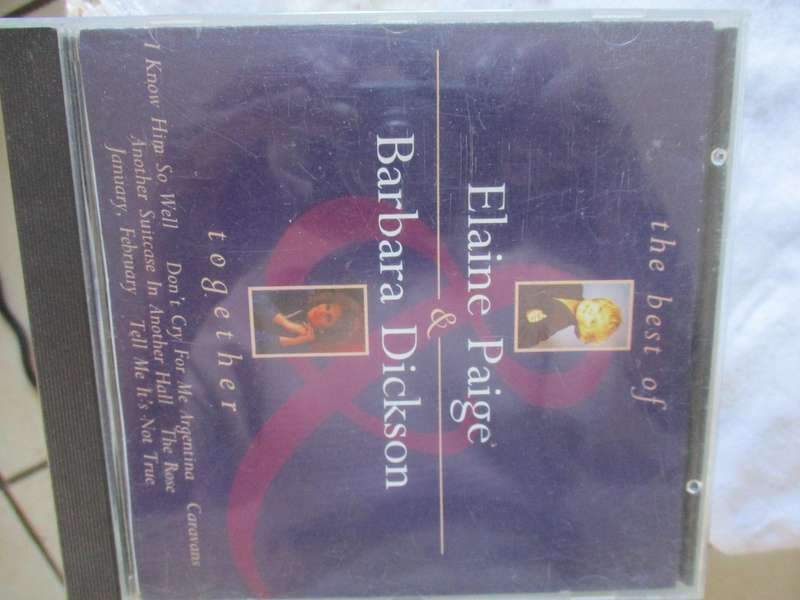 the best of
Elaine Paige
&
Barbara Dickson
together
I Know Him So Well Don't Cry For Me Argentina Caravans
Another Suitcase In Another Hall The Rose
January, February Tell Me It's Not True